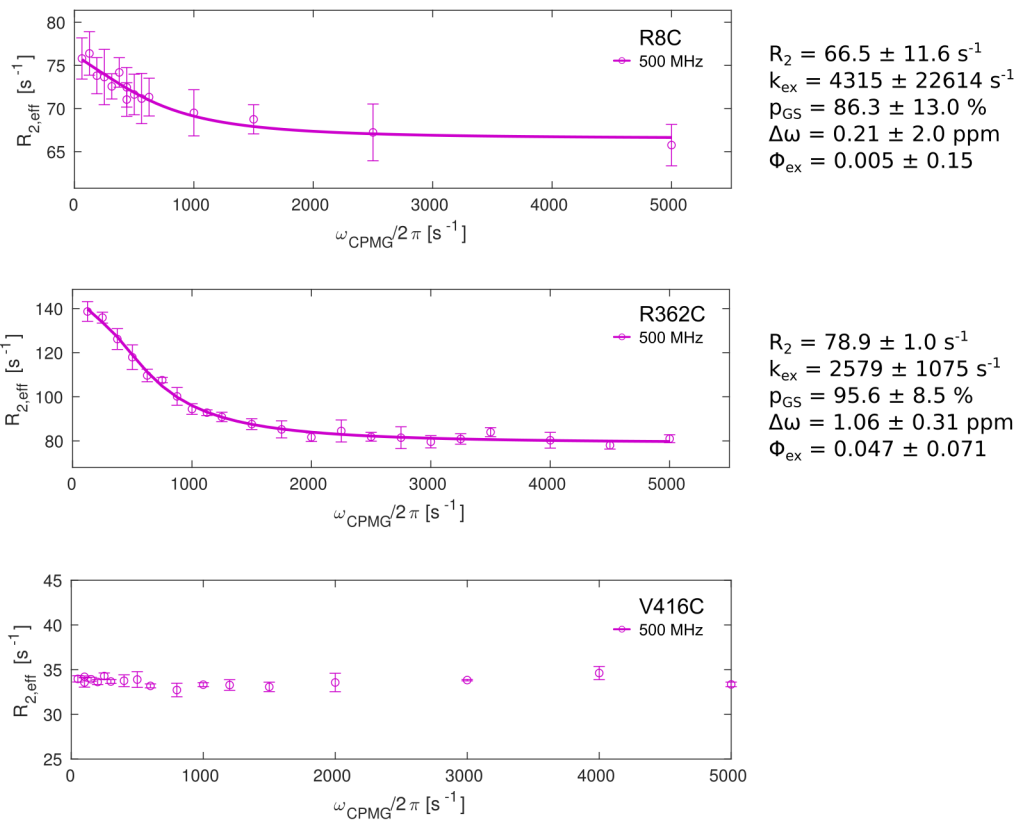 80
75
70
65
R2,eff [s-1]
R8C
500 MHz
0 1000 2000 3000 4000 5000
ωCPMG/2π [s-1]
R2 = 66.5 ± 11.6 s-1
kex = 4315 ± 22614 s-1
pGS = 86.3 ± 13.0 %
Δω = 0.21 ± 2.0 ppm
Φex = 0.005 ± 0.15
140
120
100
80
R2,eff [s-1]
R362C
500 MHz
0 1000 2000 3000 4000 5000
ωCPMG/2π [s-1]
R2 = 78.9 ± 1.0 s-1
kex = 2579 ± 1075 s-1
pGS = 95.6 ± 8.5 %
Δω = 1.06 ± 0.31 ppm
Φex = 0.047 ± 0.071
45
40
35
30
25
R2,eff [s-1]
V416C
500 MHz
0 1000 2000 3000 4000 5000
ωCPMG/2π [s-1]